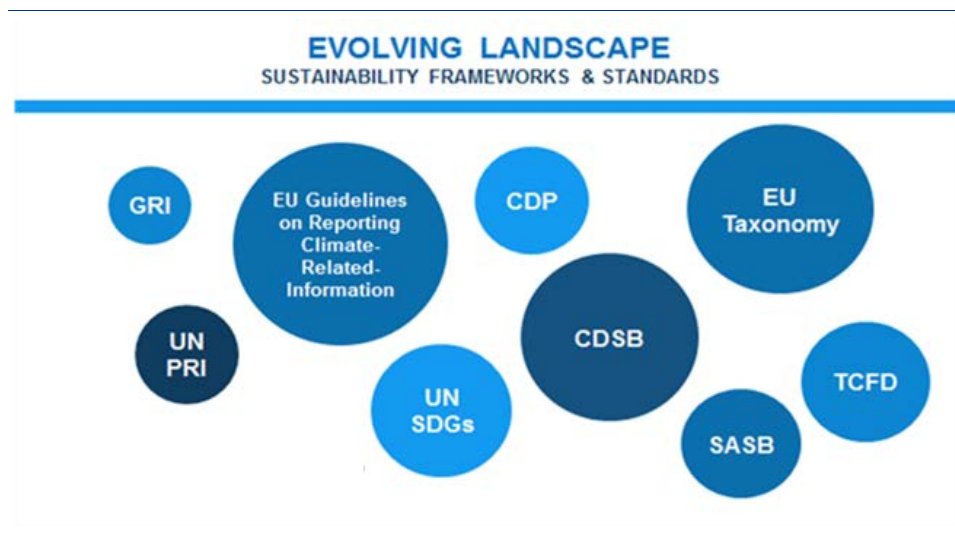 EVOLVING LANDSCAPE
SUSTAINABILITY FRAMEWORKS & STANDARDS
GRI
EU Guidelines
on Reporting
Climate-
Related-
Information
CDP
EU
Taxonomy
UN
PRI
CDSB
UN
SDGs
TCFD
SASB